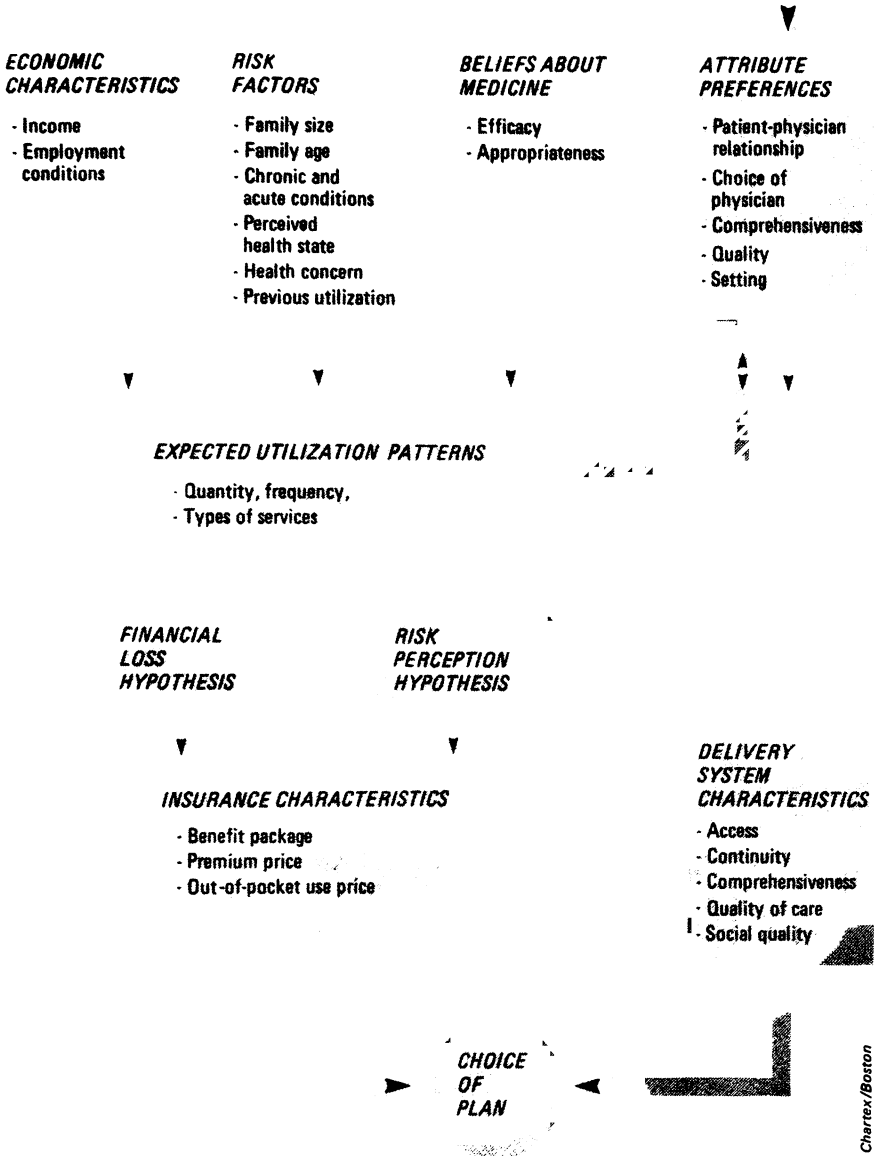 ECONOMIC
CHARACTERISTICS
- Income
- Employment
conditions
RISK
FACTORS
- Family size
- Family age
- Chronic and
acute conditions
- Perceived
health state
- Health concern
- Previous utilization
BELIEFS ABOUT
MEDICINE
- Efficacy
- Appropriateness
ATTRIBUTE
PREFERENCES
- Patient-physician
relationship
- Choice of
physician
- Comprehensiveness
- Quality
- Setting
EXPECTED UTILIZATION PATTERNS
- Quantity, frequency,
- Types of services
FINANCIAL
LOSS
HYPOTHESIS
RISK
PERCEPTION
HYPOTHESIS
INSURANCE CHARACTERISTICS
- Benefit package
- Premium price
- Out-of-pocket use price
DELIVERY
SYSTEM
CHARACTERISTICS
- Access
- Continuity
- Comprehensiveness
- Quality of care
- Social quality
CHOICE
OF
PLAN
Chartex/Boston